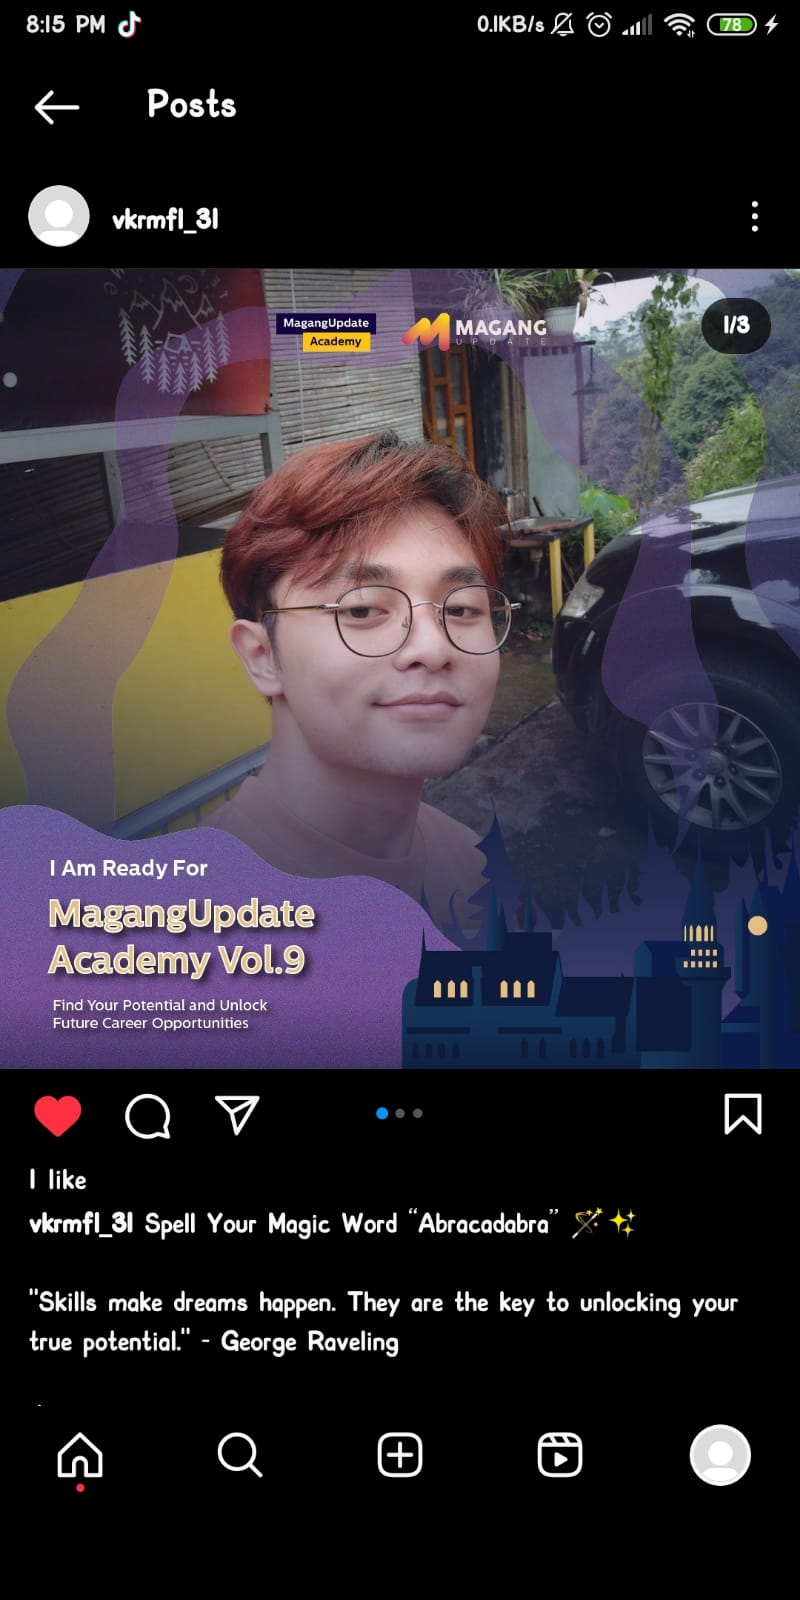 8:15 PM
0.1KB/s
78
Posts
vkrmfl_31
MagangUpdate
Academy
MAGANG
UPDATE
1/3
I Am Ready For
MagangUpdate
Academy Vol.9
Find Your Potential and Unlock
Future Career Opportunities
1 like
vkrmfl_31 Spell Your Magic Word “Abracadabra” 🪄✨
"Skills make dreams happen. They are the key to unlocking your
true potential." - George Raveling
.